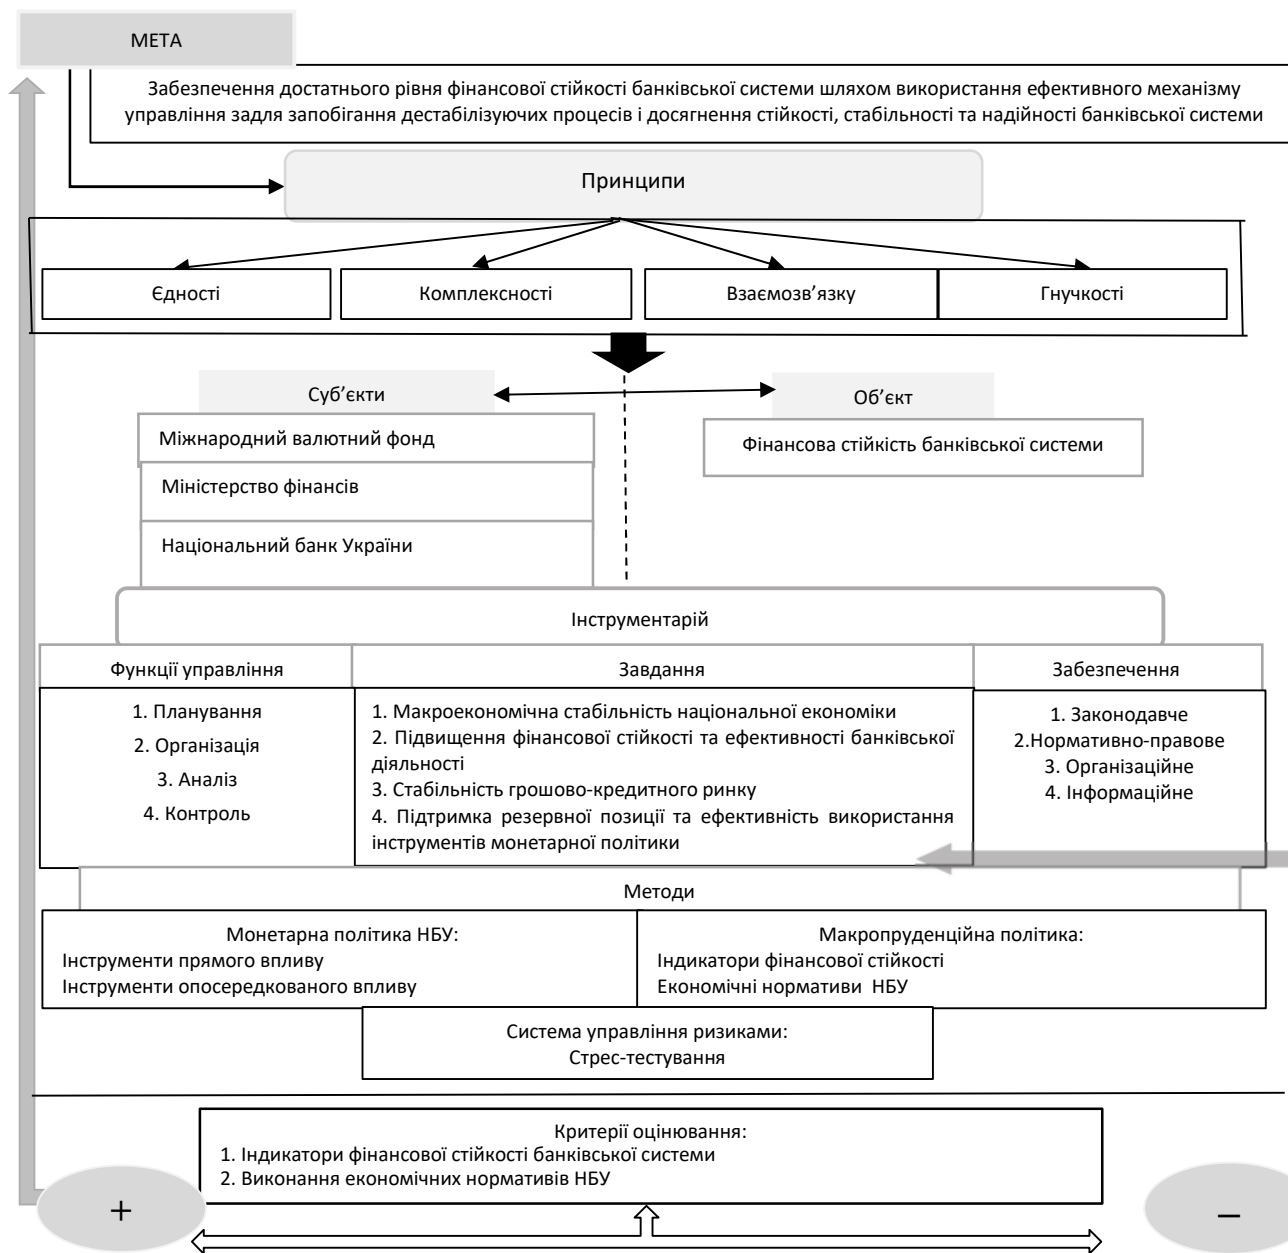 МЕТА
Забезпечення достатнього рівня фінансової стійкості банківської системи шляхом використання ефективного механізму
управління задля запобігання дестабілізуючих процесів і досягнення стійкості, стабільності та надійності банківської системи
Принципи
Єдності
Комплексності
Взаємозв’язку
Гнучкості
Суб’єкти
Об’єкт
Міжнародний валютний фонд
Фінансова стійкість банківської системи
Міністерство фінансів
Національний банк України
Інструментарій
Функції управління
Завдання
Забезпечення
1. Планування
2. Організація
3. Аналіз
4. Контроль
1. Макроекономічна стабільність національної економіки
2. Підвищення фінансової стійкості та ефективності банківської
діяльності
3. Стабільність грошово-кредитного ринку
4. Підтримка резервної позиції та ефективність використання
інструментів монетарної політики
1. Законодавче
2.Нормативно-правове
3. Організаційне
4. Інформаційне
Методи
Монетарна політика НБУ:
Інструменти прямого впливу
Інструменти опосередкованого впливу
Макропруденційна політика:
Індикатори фінансової стійкості
Економічні нормативи НБУ
Система управління ризиками:
Стрес-тестування
Критерії оцінювання:
1. Індикатори фінансової стійкості банківської системи
2. Виконання економічних нормативів НБУ
+
–